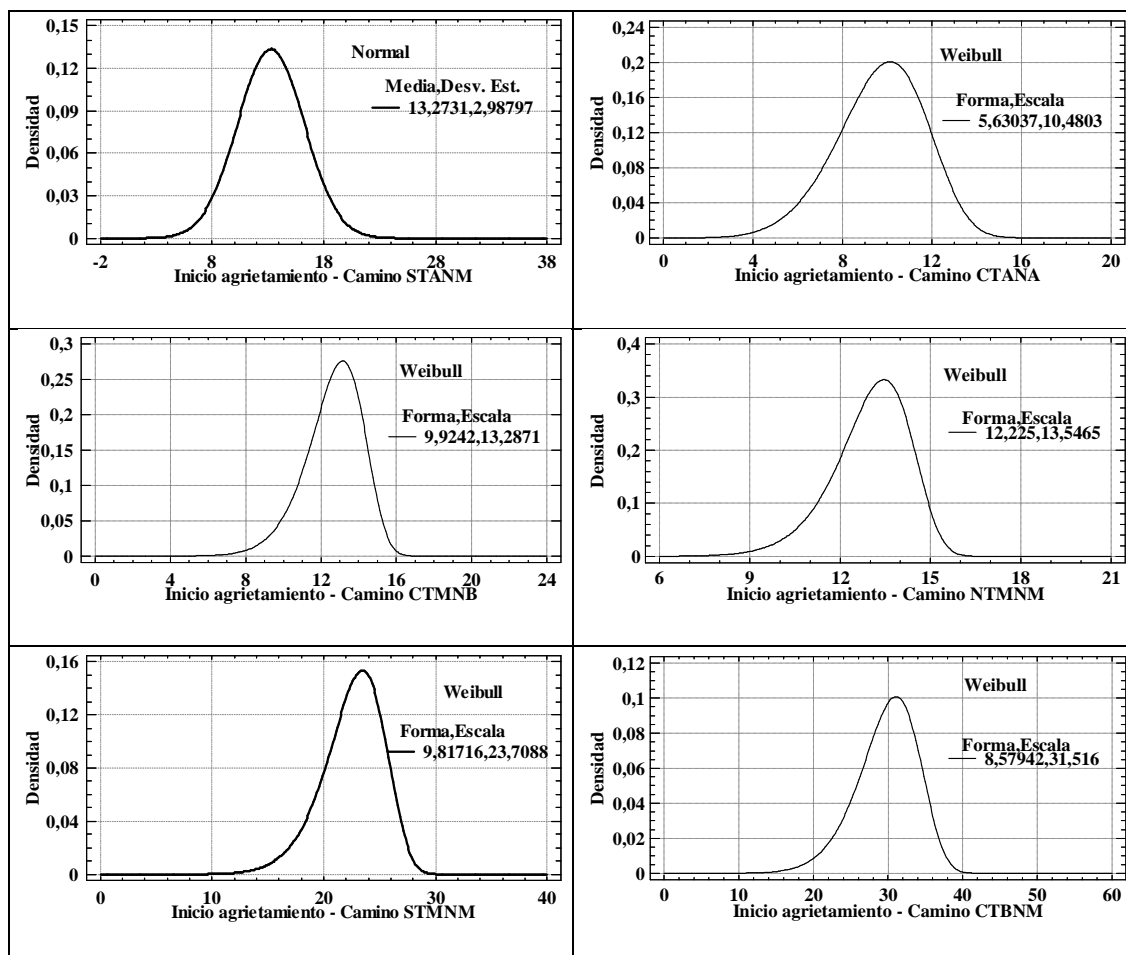 0,15
0,12
0,09
0,06
0,03
0
Densidad
Normal
Media,Desv. Est.
13,2731,2,98797
-2 8 18 28 38
Inicio agrietamiento - Camino STANM
0,24
0,2
0,16
0,12
0,08
0,04
0
Densidad
Weibull
Forma,Escala
5,63037,10,4803
0 4 8 12 16 20
Inicio agrietamiento - Camino CTANA
0,3
0,25
0,2
0,15
0,1
0,05
0
Densidad
Weibull
Forma,Escala
9,9242,13,2871
0 4 8 12 16 20 24
Inicio agrietamiento - Camino CTMNB
0,4
0,3
0,2
0,1
0
Densidad
Weibull
Forma,Escala
12,225,13,5465
6 9 12 15 18 21
Inicio agrietamiento - Camino NTMNM
0,16
0,12
0,08
0,04
0
Densidad
Weibull
Forma,Escala
9,81716,23,7088
0 10 20 30 40
Inicio agrietamiento - Camino STMNM
0,12
0,1
0,08
0,06
0,04
0,02
0
Densidad
Weibull
Forma,Escala
8,57942,31,516
0 10 20 30 40 50 60
Inicio agrietamiento - Camino CTBNM